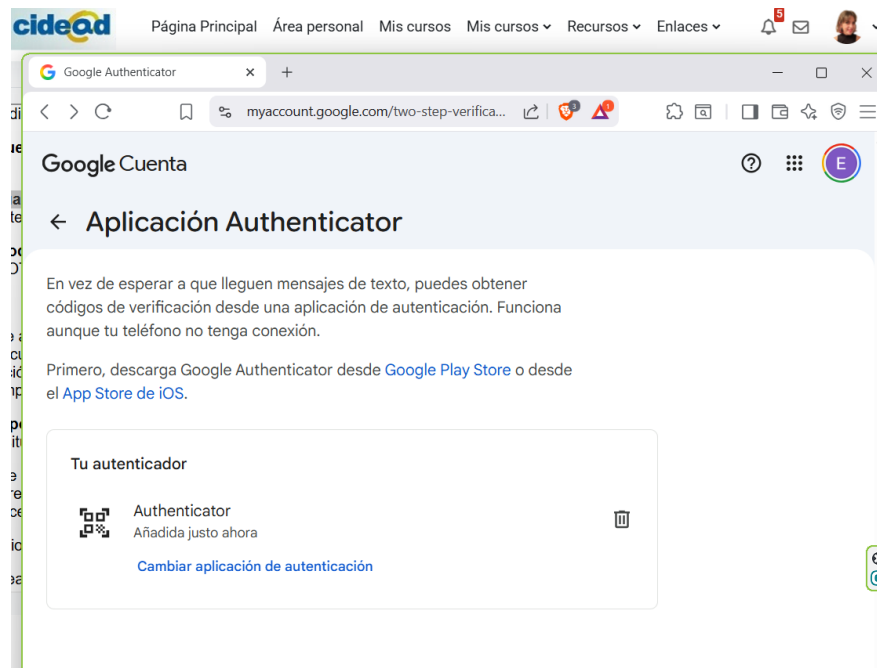 cidead Página Principal Área personal Mis cursos Mis cursos Recursos Enlaces 5
Google Authenticator
myaccount.google.com/two-step-verifica... 3 1
Google Cuenta E
Aplicación Authenticator
En vez de esperar a que lleguen mensajes de texto, puedes obtener
códigos de verificación desde una aplicación de autenticación. Funciona
aunque tu teléfono no tenga conexión.
Primero, descarga Google Authenticator desde Google Play Store o desde
el App Store de iOS.
Tu autenticador
Authenticator
Añadida justo ahora
Cambiar aplicación de autenticación